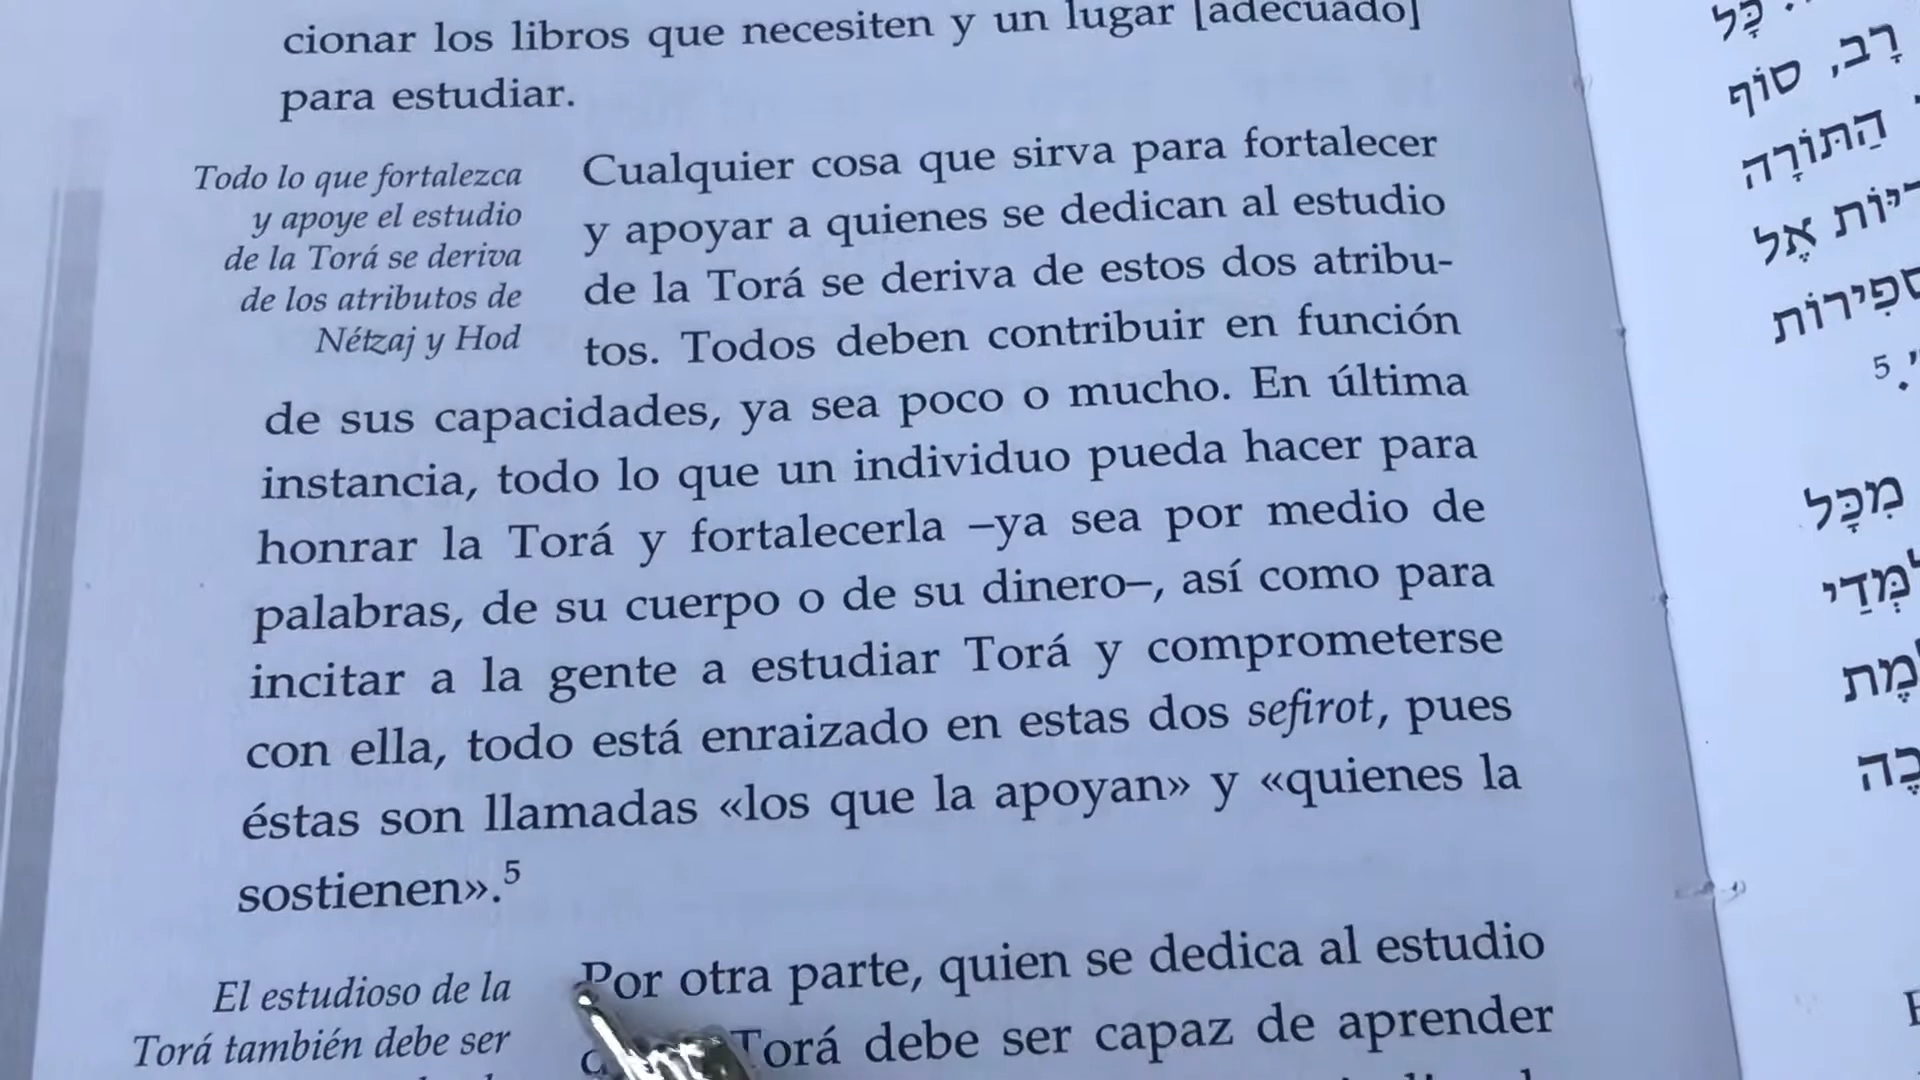 cionar los libros que necesiten y un lugar [adecuado]
para estudiar.
Todo lo que fortalezca
y apoye el estudio
de la Torá se deriva
de los atributos de
Nétzaj y Hod
Cualquier cosa que sirva para fortalecer
y apoyar a quienes se dedican al estudio
de la Torá se deriva de estos dos atribu-
tos. Todos deben contribuir en función
de sus capacidades, ya sea poco o mucho. En última
instancia, todo lo que un individuo pueda hacer para
honrar la Torá y fortalecerla –ya sea por medio de
palabras, de su cuerpo o de su dinero–, así como para
incitar a la gente a estudiar Torá y comprometerse
con ella, todo está enraizado en estas dos sefirot, pues
éstas son llamadas «los que la apoyan» y «quienes la
sostienen».5
El estudioso de la
Torá también debe ser
Por otra parte, quien se dedica al estudio
Torá debe ser capaz de aprender
כָּל
רָב, סוֹף
הַתּוֹרָה
אֶל
5
מִכָּל